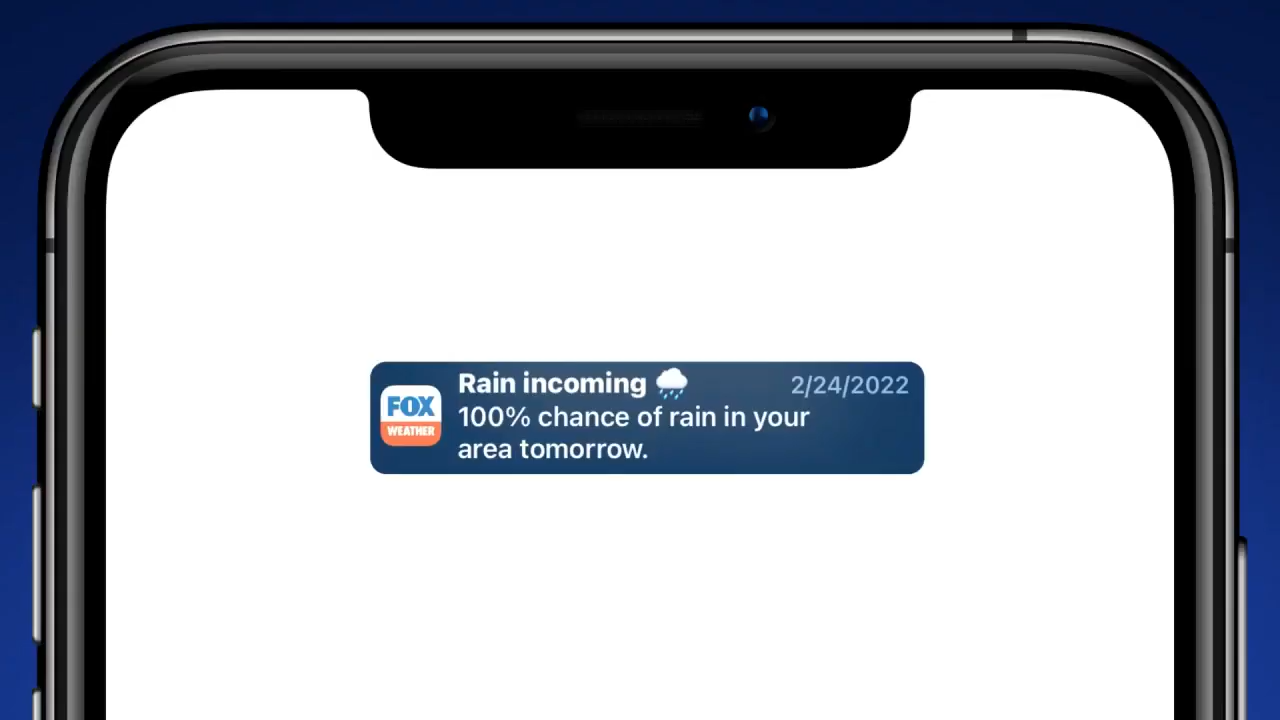 Rain incoming 🌧 2/24/2022
FOX
WEATHER
100% chance of rain in your
area tomorrow.